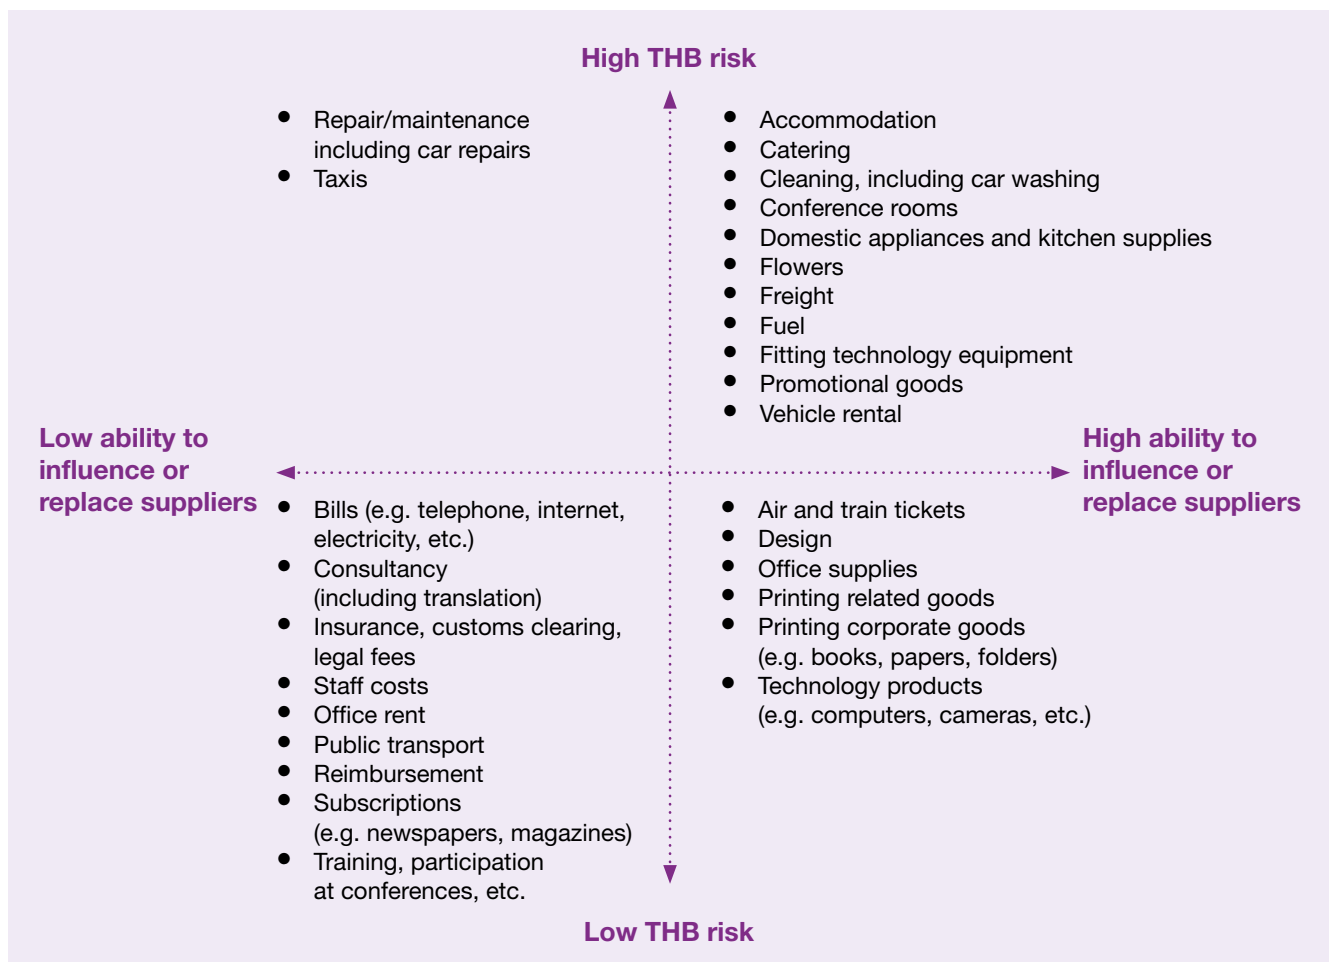 High THB risk
• Repair/maintenance
including car repairs
• Taxis
• Accommodation
• Catering
• Cleaning, including car washing
• Conference rooms
• Domestic appliances and kitchen supplies
• Flowers
• Freight
• Fuel
• Fitting technology equipment
• Promotional goods
• Vehicle rental
Low ability to
influence or
replace suppliers
High ability to
influence or
replace suppliers
• Bills (e.g. telephone, internet,
electricity, etc.)
• Consultancy
(including translation)
• Insurance, customs clearing,
legal fees
• Staff costs
• Office rent
• Public transport
• Reimbursement
• Subscriptions
(e.g. newspapers, magazines)
• Training, participation
at conferences, etc.
• Air and train tickets
• Design
• Office supplies
• Printing related goods
• Printing corporate goods
(e.g. books, papers, folders)
• Technology products
(e.g. computers, cameras, etc.)
Low THB risk